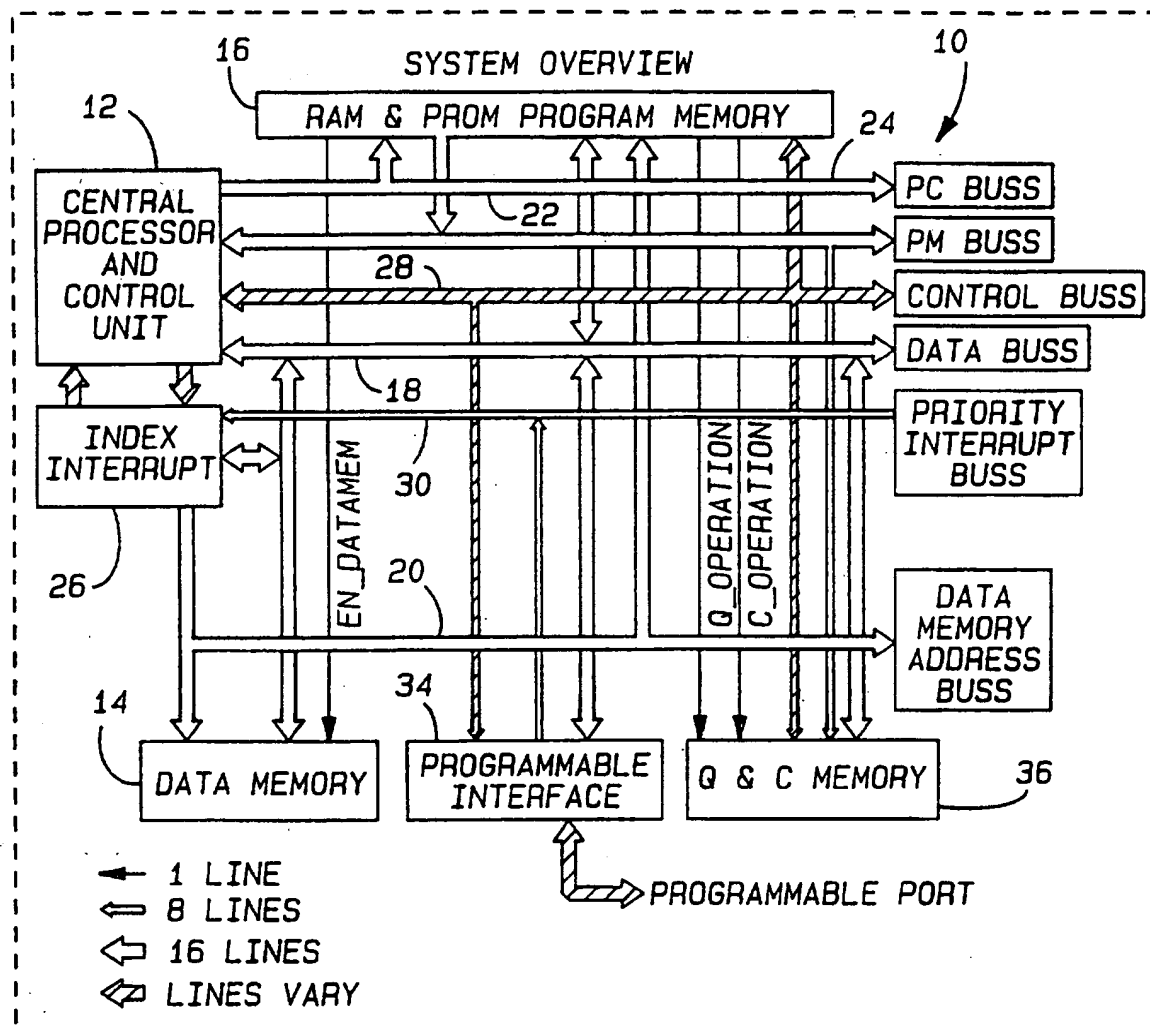 SYSTEM OVERVIEW
10
16
RAM & PROM PROGRAM MEMORY
12
24
CENTRAL
PROCESSOR
AND
CONTROL
UNIT
PC BUSS
22
PM BUSS
28
CONTROL BUSS
DATA BUSS
18
INDEX
INTERRUPT
PRIORITY
INTERRUPT
BUSS
30
26
EN_DATAMEM
Q_OPERATION
C_OPERATION
20
DATA
MEMORY
ADDRESS
BUSS
14
34
DATA MEMORY
PROGRAMMABLE
INTERFACE
Q & C MEMORY
36
1 LINE
8 LINES
16 LINES
LINES VARY
PROGRAMMABLE PORT